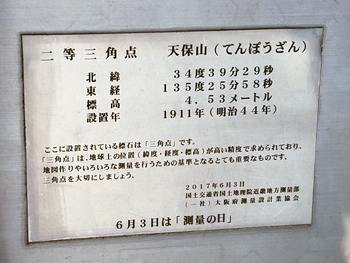 二等三角点　天保山（てんぽうざん）
北緯　34度39分29秒
東経　135度25分58秒
標高　4.53メートル
設置年　1911年（明治44年）
ここに設置されている標石は「三角点」です。
「三角点」は、地球上の位置（緯度・経度・標高）が高い精度で求められており、
地図作りやいろいろな測量を行うための基準となるとても重要なものです。
三角点を大切にしましょう。
2017年6月3日
国土交通省国土地理院近畿地方測量部
（一社）大阪府測量設計業協会
6月3日は「測量の日」